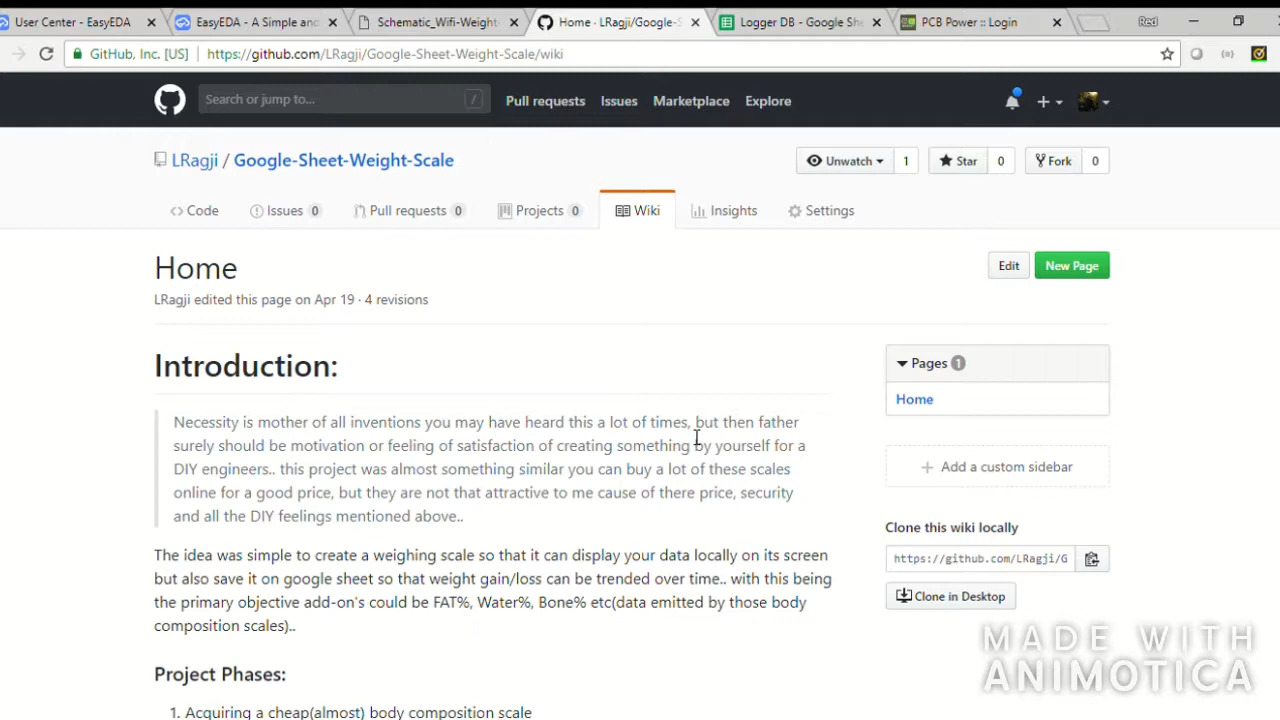 User Center - EasyEDA
EasyEDA - A Simple and
Schematic_Wifi-Weight-
Home · LRagji/Google-S
Logger DB - Google She
PCB Power :: Login
Red
GitHub, Inc. [US]
https://github.com/LRagji/Google-Sheet-Weight-Scale/wiki
Search or jump to...
/
Pull requests
Issues
Marketplace
Explore
LRagji / Google-Sheet-Weight-Scale
Unwatch 1
Star 0
Fork 0
Code
Issues 0
Pull requests 0
Projects 0
Wiki
Insights
Settings
Home
Edit
New Page
LRagji edited this page on Apr 19 · 4 revisions
Introduction:
Necessity is mother of all inventions you may have heard this a lot of times, but then father
surely should be motivation or feeling of satisfaction of creating something by yourself for a
DIY engineers.. this project was almost something similar you can buy a lot of these scales
online for a good price, but they are not that attractive to me cause of there price, security
and all the DIY feelings mentioned above..
The idea was simple to create a weighing scale so that it can display your data locally on its screen
but also save it on google sheet so that weight gain/loss can be trended over time.. with this being
the primary objective add-on's could be FAT%, Water%, Bone% etc(data emitted by those body
composition scales)..
Project Phases:
1. Acquiring a cheap(almost) body composition scale
Pages 1
Home
+ Add a custom sidebar
Clone this wiki locally
https://github.com/LRagji/G
Clone in Desktop
MADE WITH
ANIMOTICA